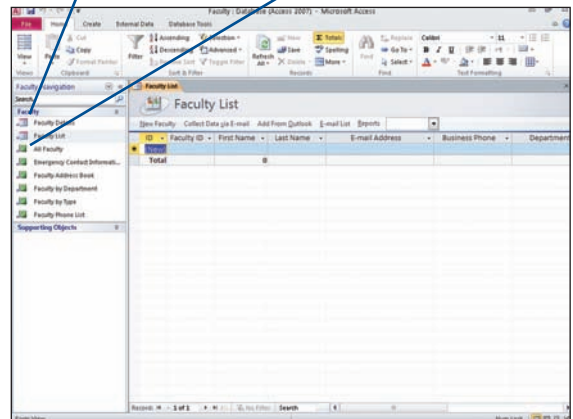 Faculty : Database (Access 2007) - Microsoft Access
File Home Create External Data Database Tools
View
Paste
Cut
Copy
Format Painter
Filter
Ascending
Descending
Remove Sort
Selection
Advanced
Toggle Filter
Refresh All
New
Save
Delete
Totals
Spelling
More
Find
Replace
Go To
Select
Calibri 11
B I U
Views Clipboard Sort & Filter Records Find Text Formatting
Faculty Navigation
Search...
Faculty
Faculty Details
Faculty List
All Faculty
Emergency Contact Informati...
Faculty Address Book
Faculty by Department
Faculty by Type
Faculty Phone List
Supporting Objects
Faculty List
Faculty List
New Faculty Collect Data via E-mail Add From Outlook E-mail List Reports
ID Faculty ID First Name Last Name E-mail Address Business Phone Department
(New)
Total 0
Record: 1 of 1 No Filter Search
Form View Num Lock